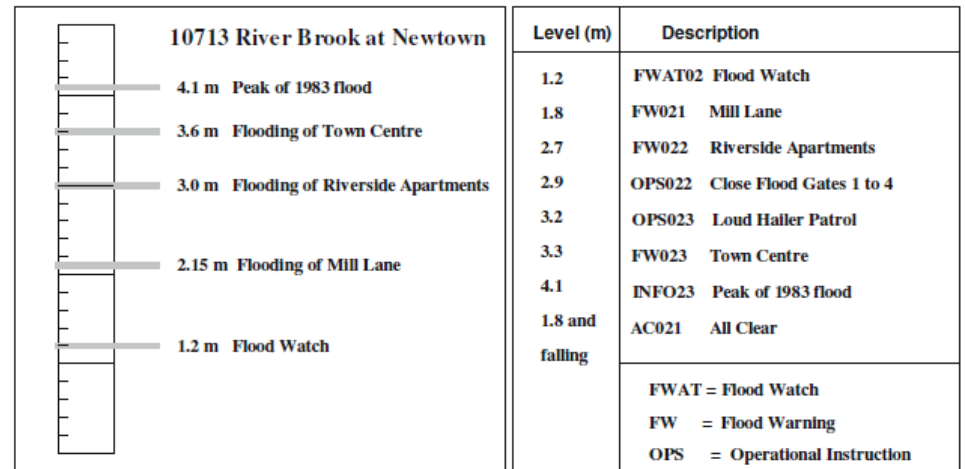 10713 River Brook at Newtown
4.1 m Peak of 1983 flood
3.6 m Flooding of Town Centre
3.0 m Flooding of Riverside Apartments
2.15 m Flooding of Mill Lane
1.2 m Flood Watch
Level (m) Description
1.2 FWAT02 Flood Watch
1.8 FW021 Mill Lane
2.7 FW022 Riverside Apartments
2.9 OPS022 Close Flood Gates 1 to 4
3.2 OPS023 Loud Hailer Patrol
3.3 FW023 Town Centre
4.1 INFO23 Peak of 1983 flood
1.8 and falling AC021 All Clear
FWAT = Flood Watch
FW = Flood Warning
OPS = Operational Instruction